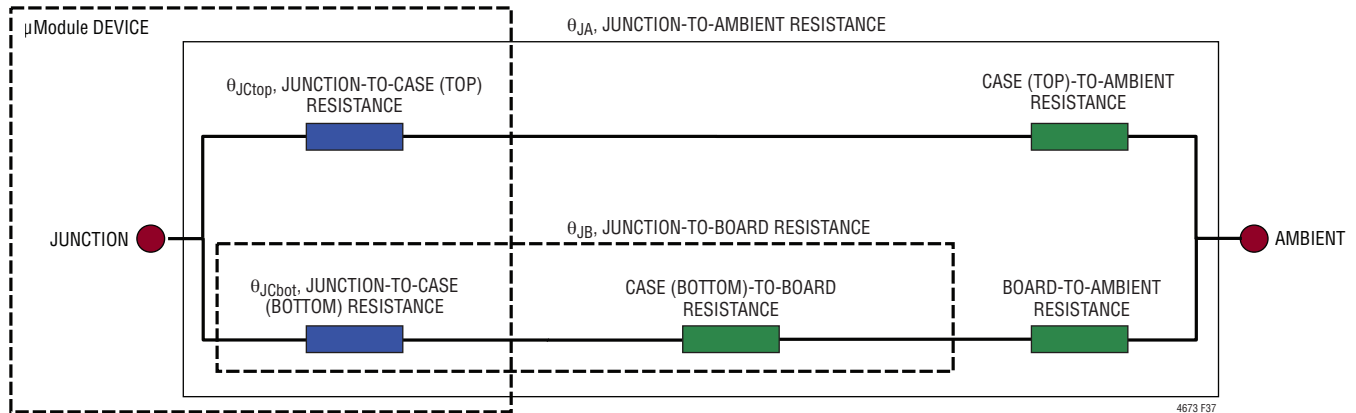 µModule DEVICE
θJA, JUNCTION-TO-AMBIENT RESISTANCE
θJCtop, JUNCTION-TO-CASE (TOP)
RESISTANCE
CASE (TOP)-TO-AMBIENT
RESISTANCE
θJB, JUNCTION-TO-BOARD RESISTANCE
JUNCTION
AMBIENT
θJCbot, JUNCTION-TO-CASE
(BOTTOM) RESISTANCE
CASE (BOTTOM)-TO-BOARD
RESISTANCE
BOARD-TO-AMBIENT
RESISTANCE
4673 F37